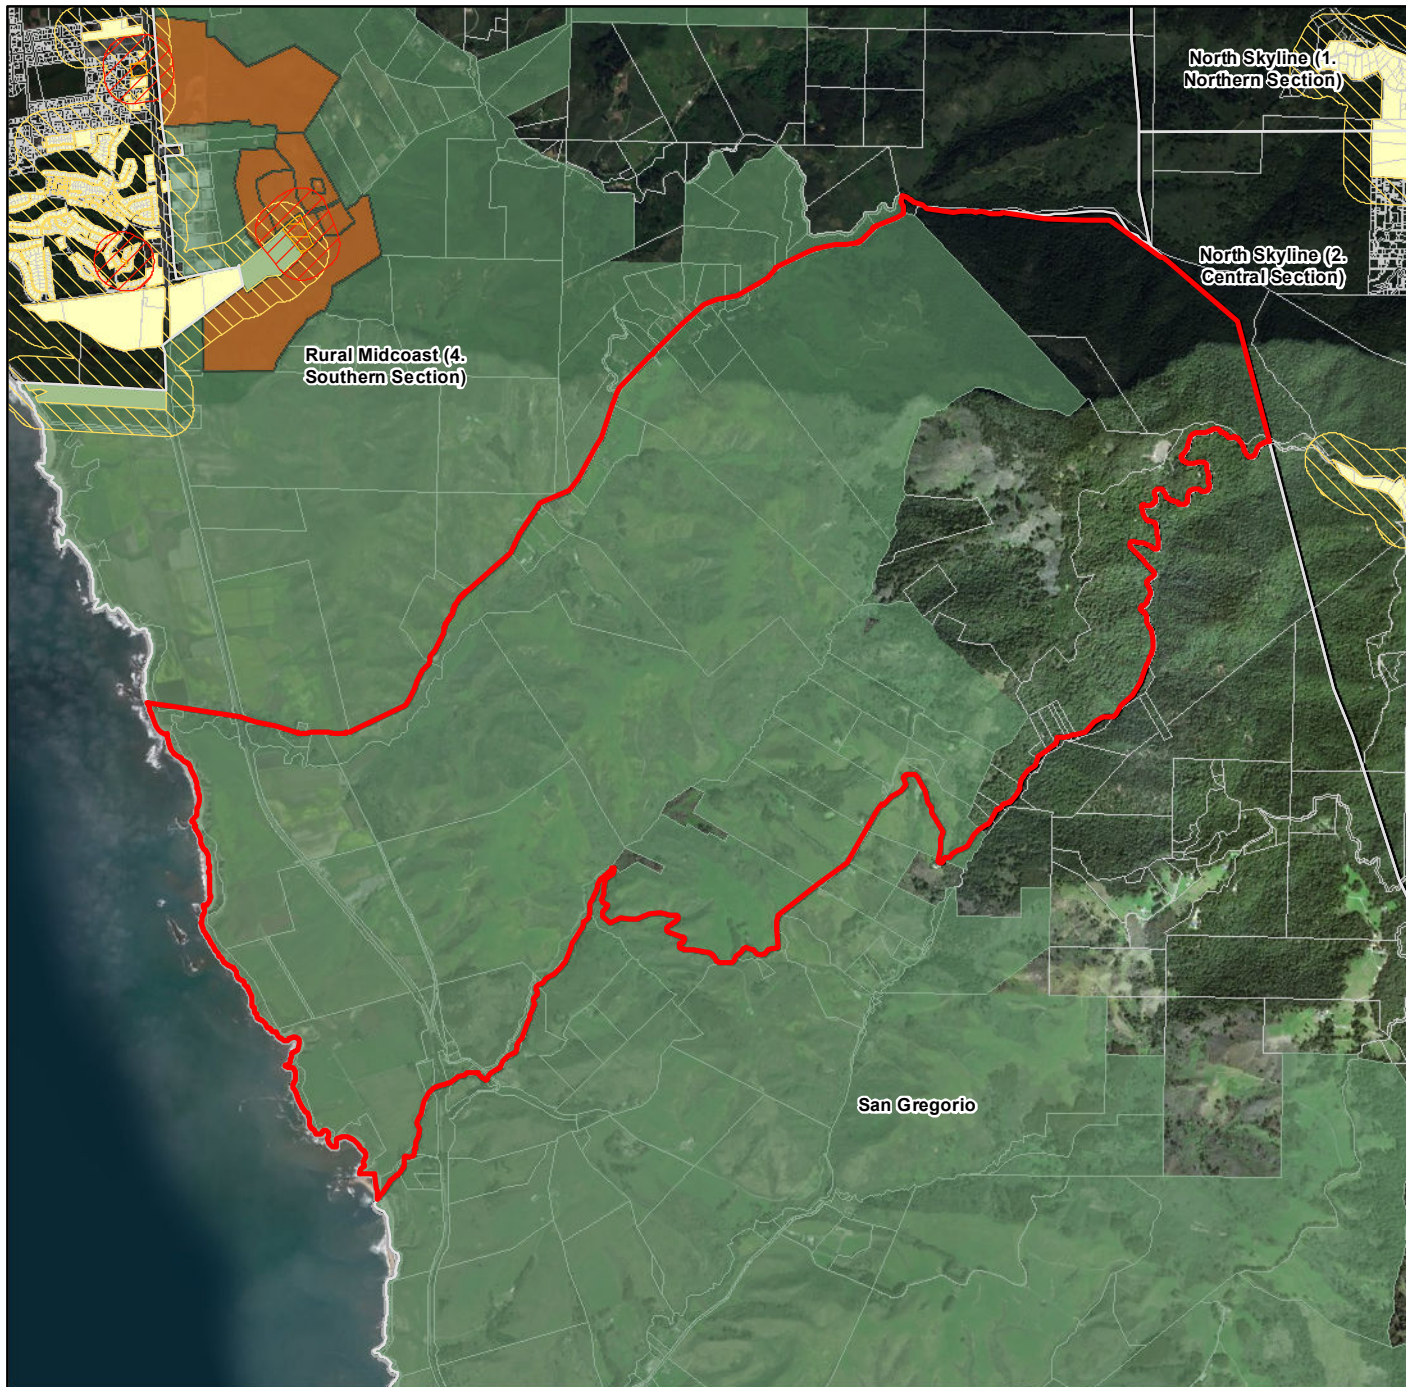 North Skyline (1.
Northern Section)
North Skyline (2.
Central Section)
Rural Midcoast (4.
Southern Section)
San Gregorio